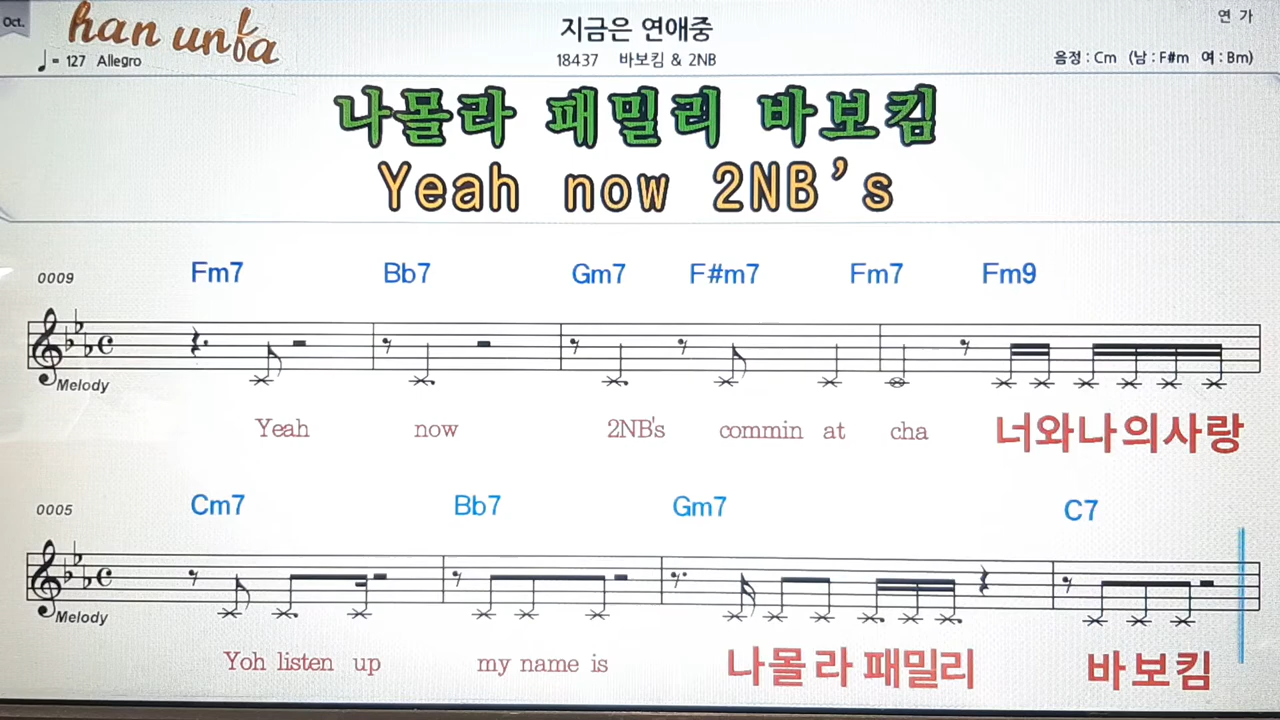 Oct.
han unfa
지금은 연애중
연 가
♩= 127 Allegro
18437 바보킴 & 2NB
음정 : Cm (남 : F#m 여 : Bm)
나몰라 패밀리 바보킴
Yeah now 2NB's
0009 Fm7 Bb7 Gm7 F#m7 Fm7 Fm9
Melody
Yeah now 2NB's commin at cha 너와나의사랑
0005 Cm7 Bb7 Gm7 C7
Melody
Yoh listen up my name is 나몰라패밀리 바보킴